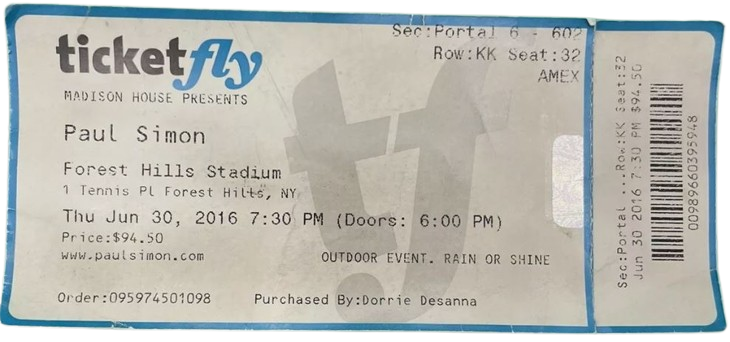 ticketfly
MADISON HOUSE PRESENTS
Paul Simon
Forest Hills Stadium
1 Tennis Pl Forest Hills, NY
Thu Jun 30, 2016 7:30 PM (Doors: 6:00 PM)
Price:$94.50
www.paulsimon.com
OUTDOOR EVENT. RAIN OR SHINE
Order:095974501098
Purchased By:Dorrie Desanna
Sec:Portal 6 - 602
Row:KK Seat:32
AMEX
tf
Sec:Portal ...Row:KK Seat:32
Jun 30 2016 7:30 PM $94.50
00989660395948